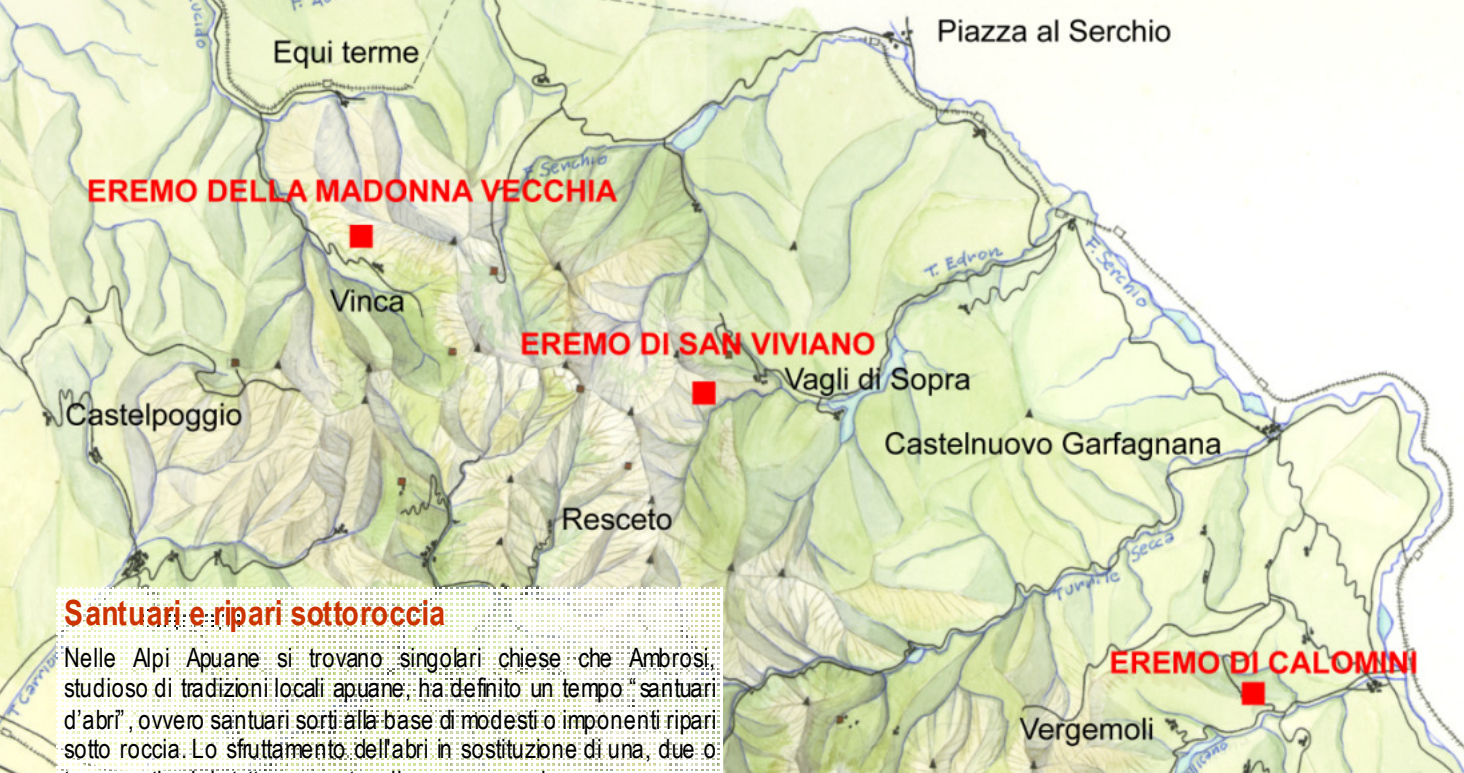 Piazza al Serchio
Equi terme
F. Serchio
EREMO DELLA MADONNA VECCHIA
T. Edron
F. Serchio
Vinca
EREMO DI SAN VIVIANO
Vagli di Sopra
Castelpoggio
Castelnuovo Garfagnana
Resceto
Turrite Secca
Santuari e ripari sottoroccia
Nelle Alpi Apuane si trovano singolari chiese che Ambrosi,
studioso di tradizioni locali apuane, ha definito un tempo “santuari
d’abri”, ovvero santuari sorti alla base di modesti o imponenti ripari
sotto roccia. Lo sfruttamento dell'abri in sostituzione di una, due o
EREMO DI CALOMINI
Vergemoli